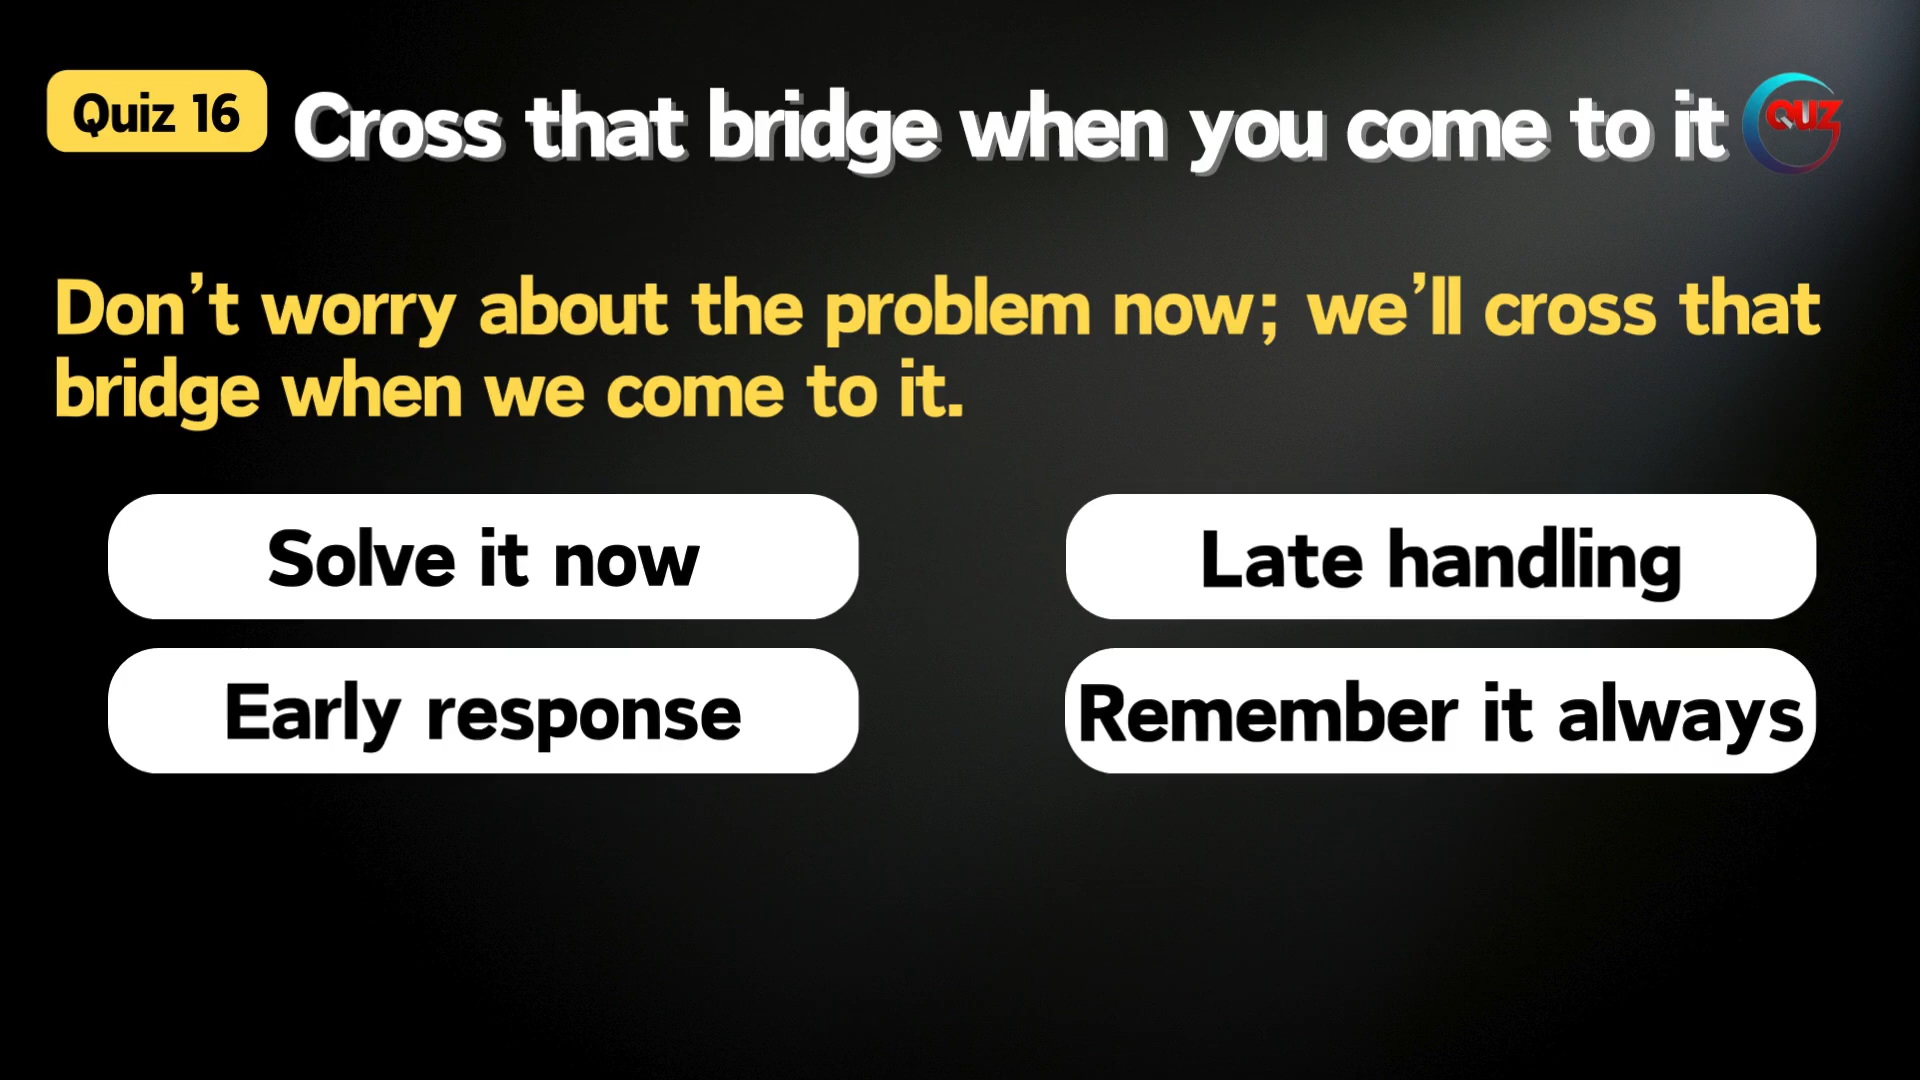 Quiz 16
Cross that bridge when you come to it
QUZ
Don’t worry about the problem now; we’ll cross that
bridge when we come to it.
Solve it now
Late handling
Early response
Remember it always